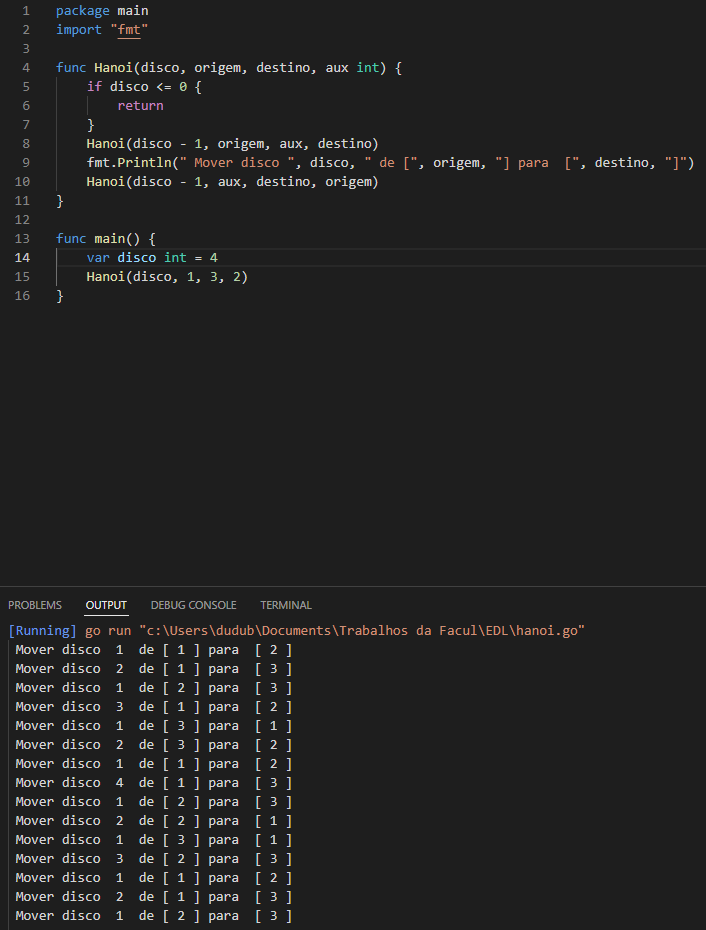 1 package main
2 import "fmt"
3
4 func Hanoi(disco, origem, destino, aux int) {
5     if disco <= 0 {
6         return
7     }
8     Hanoi(disco - 1, origem, aux, destino)
9     fmt.Println(" Mover disco ", disco, " de [", origem, "] para  [", destino, "]")
10     Hanoi(disco - 1, aux, destino, origem)
11 }
12
13 func main() {
14     var disco int = 4
15     Hanoi(disco, 1, 3, 2)
16 }
PROBLEMS OUTPUT DEBUG CONSOLE TERMINAL
[Running] go run "c:\Users\dudub\Documents\Trabalhos da Facul\EDL\hanoi.go"
Mover disco  1  de [ 1 ] para  [ 2 ]
Mover disco  2  de [ 1 ] para  [ 3 ]
Mover disco  1  de [ 2 ] para  [ 3 ]
Mover disco  3  de [ 1 ] para  [ 2 ]
Mover disco  1  de [ 3 ] para  [ 1 ]
Mover disco  2  de [ 3 ] para  [ 2 ]
Mover disco  1  de [ 1 ] para  [ 2 ]
Mover disco  4  de [ 1 ] para  [ 3 ]
Mover disco  1  de [ 2 ] para  [ 3 ]
Mover disco  2  de [ 2 ] para  [ 1 ]
Mover disco  1  de [ 3 ] para  [ 1 ]
Mover disco  3  de [ 2 ] para  [ 3 ]
Mover disco  1  de [ 1 ] para  [ 2 ]
Mover disco  2  de [ 1 ] para  [ 3 ]
Mover disco  1  de [ 2 ] para  [ 3 ]